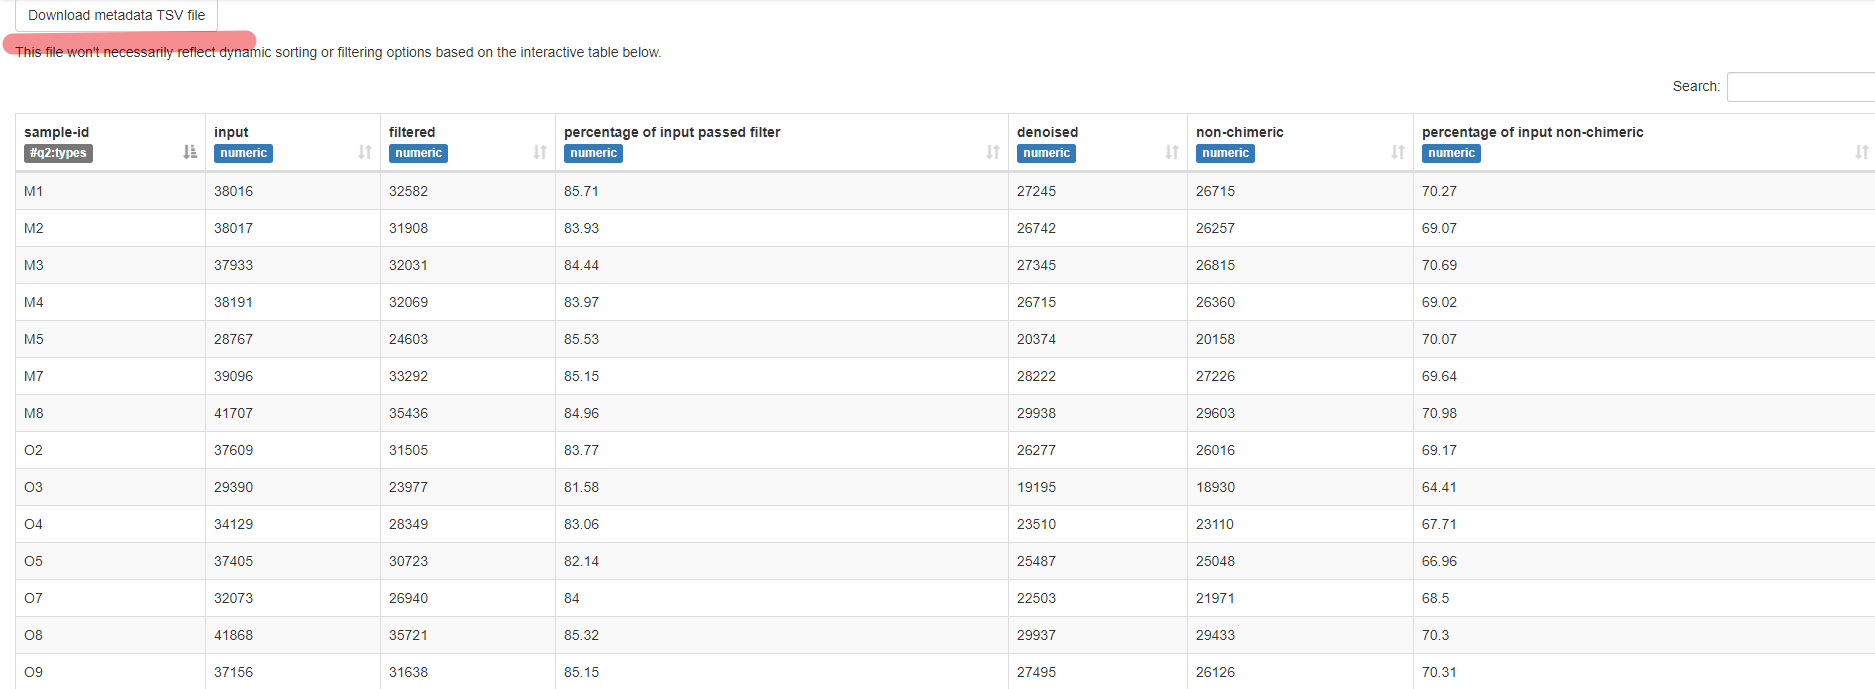 Download metadata TSV file
This file won't necessarily reflect dynamic sorting or filtering options based on the interactive table below.
Search:
sample-id input filtered percentage of input passed filter denoised non-chimeric percentage of input non-chimeric
#q2:types numeric numeric numeric numeric numeric numeric
M1 38016 32582 85.71 27245 26715 70.27
M2 38017 31908 83.93 26742 26257 69.07
M3 37933 32031 84.44 27345 26815 70.69
M4 38191 32069 83.97 26715 26360 69.02
M5 28767 24603 85.53 20374 20158 70.07
M7 39096 33292 85.15 28222 27226 69.64
M8 41707 35436 84.96 29938 29603 70.98
O2 37609 31505 83.77 26277 26016 69.17
O3 29390 23977 81.58 19195 18930 64.41
O4 34129 28349 83.06 23510 23110 67.71
O5 37405 30723 82.14 25487 25048 66.96
O7 32073 26940 84 22503 21971 68.5
O8 41868 35721 85.32 29937 29433 70.3
O9 37156 31638 85.15 27495 26126 70.31